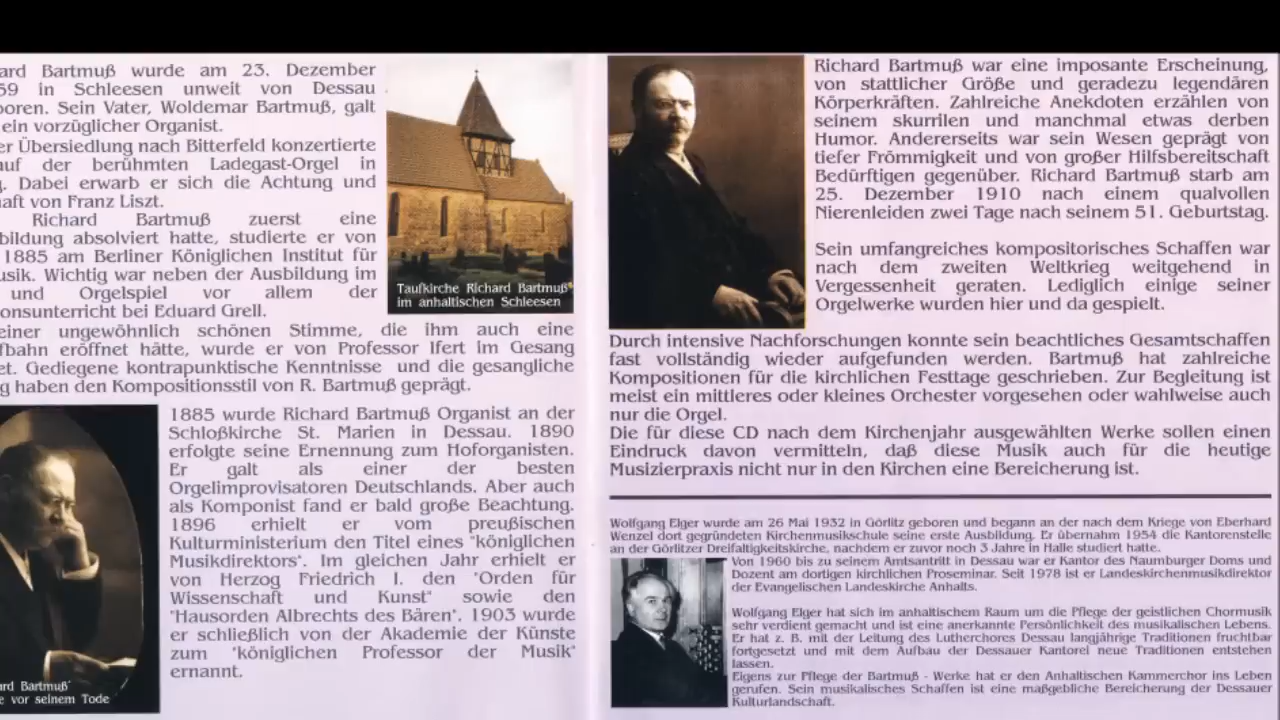 ard Bartmuß wurde am 23. Dezember
59 in Schleesen unweit von Dessau
boren. Sein Vater, Woldemar Bartmuß, galt
ein vorzüglicher Organist.
er Übersiedlung nach Bitterfeld konzertierte
auf der berühmten Ladegast-Orgel in
g. Dabei erwarb er sich die Achtung und
haft von Franz Liszt.
Richard Bartmuß zuerst eine
bildung absolviert hatte, studierte er von
1885 am Berliner Königlichen Institut für
usik. Wichtig war neben der Ausbildung im
und Orgelspiel vor allem der
onsunterricht bei Eduard Grell.
einer ungewöhnlich schönen Stimme, die ihm auch eine
fbahn eröffnet hätte, wurde er von Professor Ifert im Gesang
et. Gediegene kontrapunktische Kenntnisse und die gesangliche
g haben den Kompositionsstil von R. Bartmuß geprägt.
Taufkirche Richard Bartmuß'
im anhaltischen Schleesen
1885 wurde Richard Bartmuß Organist an der
Schloßkirche St. Marien in Dessau. 1890
erfolgte seine Ernennung zum Hoforganisten.
Er galt als einer der besten
Orgelimprovisatoren Deutschlands. Aber auch
als Komponist fand er bald große Beachtung.
1896 erhielt er vom preußischen
Kulturministerium den Titel eines "königlichen
Musikdirektors". Im gleichen Jahr erhielt er
von Herzog Friedrich I. den "Orden für
Wissenschaft und Kunst" sowie den
"Hausorden Albrechts des Bären". 1903 wurde
er schließlich von der Akademie der Künste
zum "königlichen Professor der Musik"
ernannt.
ard Bartmuß'
e vor seinem Tode
Richard Bartmuß war eine imposante Erscheinung,
von stattlicher Größe und geradezu legendären
Körperkräften. Zahlreiche Anekdoten erzählen von
seinem skurrilen und manchmal etwas derben
Humor. Andererseits war sein Wesen geprägt von
tiefer Frömmigkeit und von großer Hilfsbereitschaft
Bedürftigen gegenüber. Richard Bartmuß starb am
25. Dezember 1910 nach einem qualvollen
Nierenleiden zwei Tage nach seinem 51. Geburtstag.
Sein umfangreiches kompositorisches Schaffen war
nach dem zweiten Weltkrieg weitgehend in
Vergessenheit geraten. Lediglich einige seiner
Orgelwerke wurden hier und da gespielt.
Durch intensive Nachforschungen konnte sein beachtliches Gesamtschaffen
fast vollständig wieder aufgefunden werden. Bartmuß hat zahlreiche
Kompositionen für die kirchlichen Festtage geschrieben. Zur Begleitung ist
meist ein mittleres oder kleines Orchester vorgesehen oder wahlweise auch
nur die Orgel.
Die für diese CD nach dem Kirchenjahr ausgewählten Werke sollen einen
Eindruck davon vermitteln, daß diese Musik auch für die heutige
Musizierpraxis nicht nur in den Kirchen eine Bereicherung ist.
Wolfgang Elger wurde am 26 Mai 1932 in Görlitz geboren und begann an der nach dem Kriege von Eberhard
Wenzel dort gegründeten Kirchenmusikschule seine erste Ausbildung. Er übernahm 1954 die Kantorenstelle
an der Görlitzer Dreifaltigkeitskirche, nachdem er zuvor noch 3 Jahre in Halle studiert hatte.
Von 1960 bis zu seinem Amtsantritt in Dessau war er Kantor des Naumburger Doms und
Dozent am dortigen kirchlichen Proseminar. Seit 1978 ist er Landeskirchenmusikdirektor
der Evangelischen Landeskirche Anhalts.
Wolfgang Elger hat sich im anhaltischem Raum um die Pflege der geistlichen Chormusik
sehr verdient gemacht und ist eine anerkannte Persönlichkeit des musikalischen Lebens.
Er hat z. B. mit der Leitung des Lutherchores Dessau langjährige Traditionen fruchtbar
fortgesetzt und mit dem Aufbau der Dessauer Kantorei neue Traditionen entstehen
lassen.
Eigens zur Pflege der Bartmuß - Werke hat er den Anhaltischen Kammerchor ins Leben
gerufen. Sein musikalisches Schaffen ist eine maßgebliche Bereicherung der Dessauer
Kulturlandschaft.